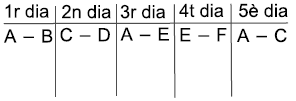 1r dia 2n dia 3r dia 4t dia 5è dia
A – B C – D A – E E – F A – C